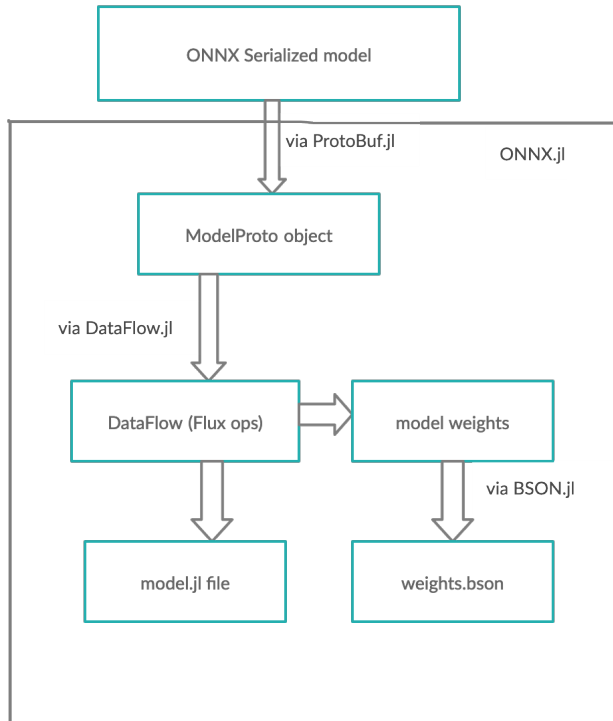 ONNX Serialized model
via ProtoBuf.jl
ONNX.jl
ModelProto object
via DataFlow.jl
DataFlow (Flux ops)
model weights
via BSON.jl
model.jl file
weights.bson